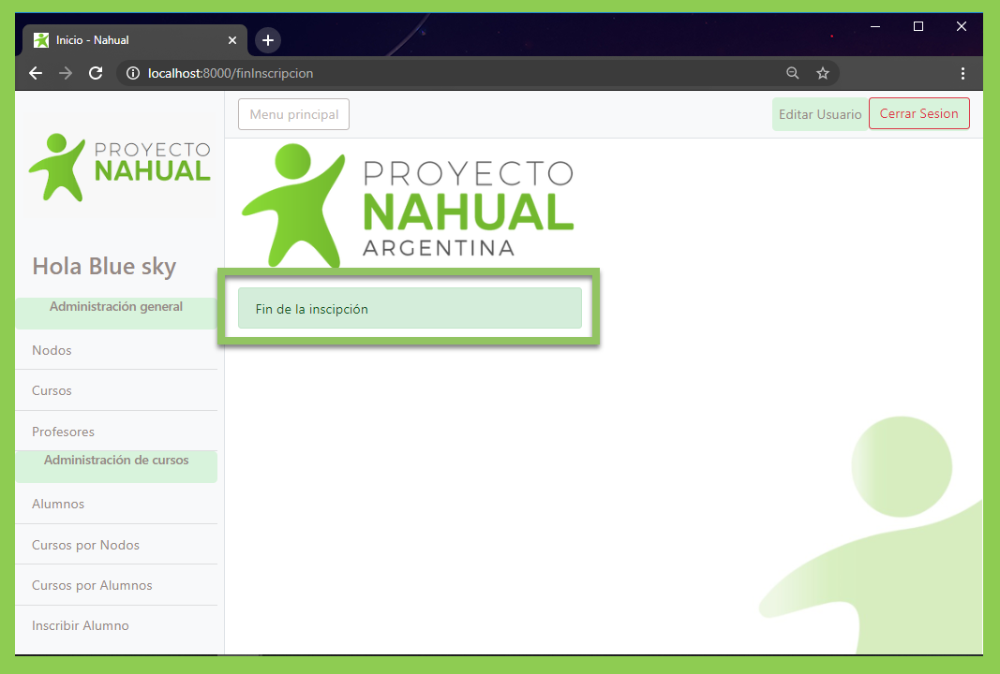 Inicio - Nahual
localhost:8000/finInscripcion
Menu principal
Editar Usuario
Cerrar Sesion
PROYECTO
NAHUAL
PROYECTO
NAHUAL
ARGENTINA
Hola Blue sky
Fin de la inscipción
Administración general
Nodos
Cursos
Profesores
Administración de cursos
Alumnos
Cursos por Nodos
Cursos por Alumnos
Inscribir Alumno